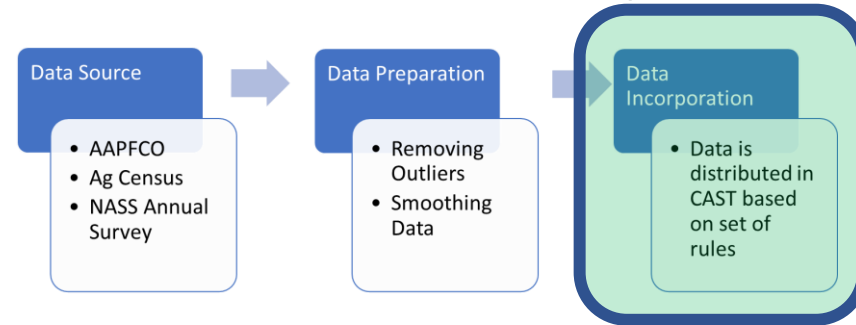 Data Source
• AAPFCO
• Ag Census
• NASS Annual
Survey
Data Preparation
• Removing
Outliers
• Smoothing
Data
Data
Incorporation
• Data is
distributed in
CAST based
on set of
rules